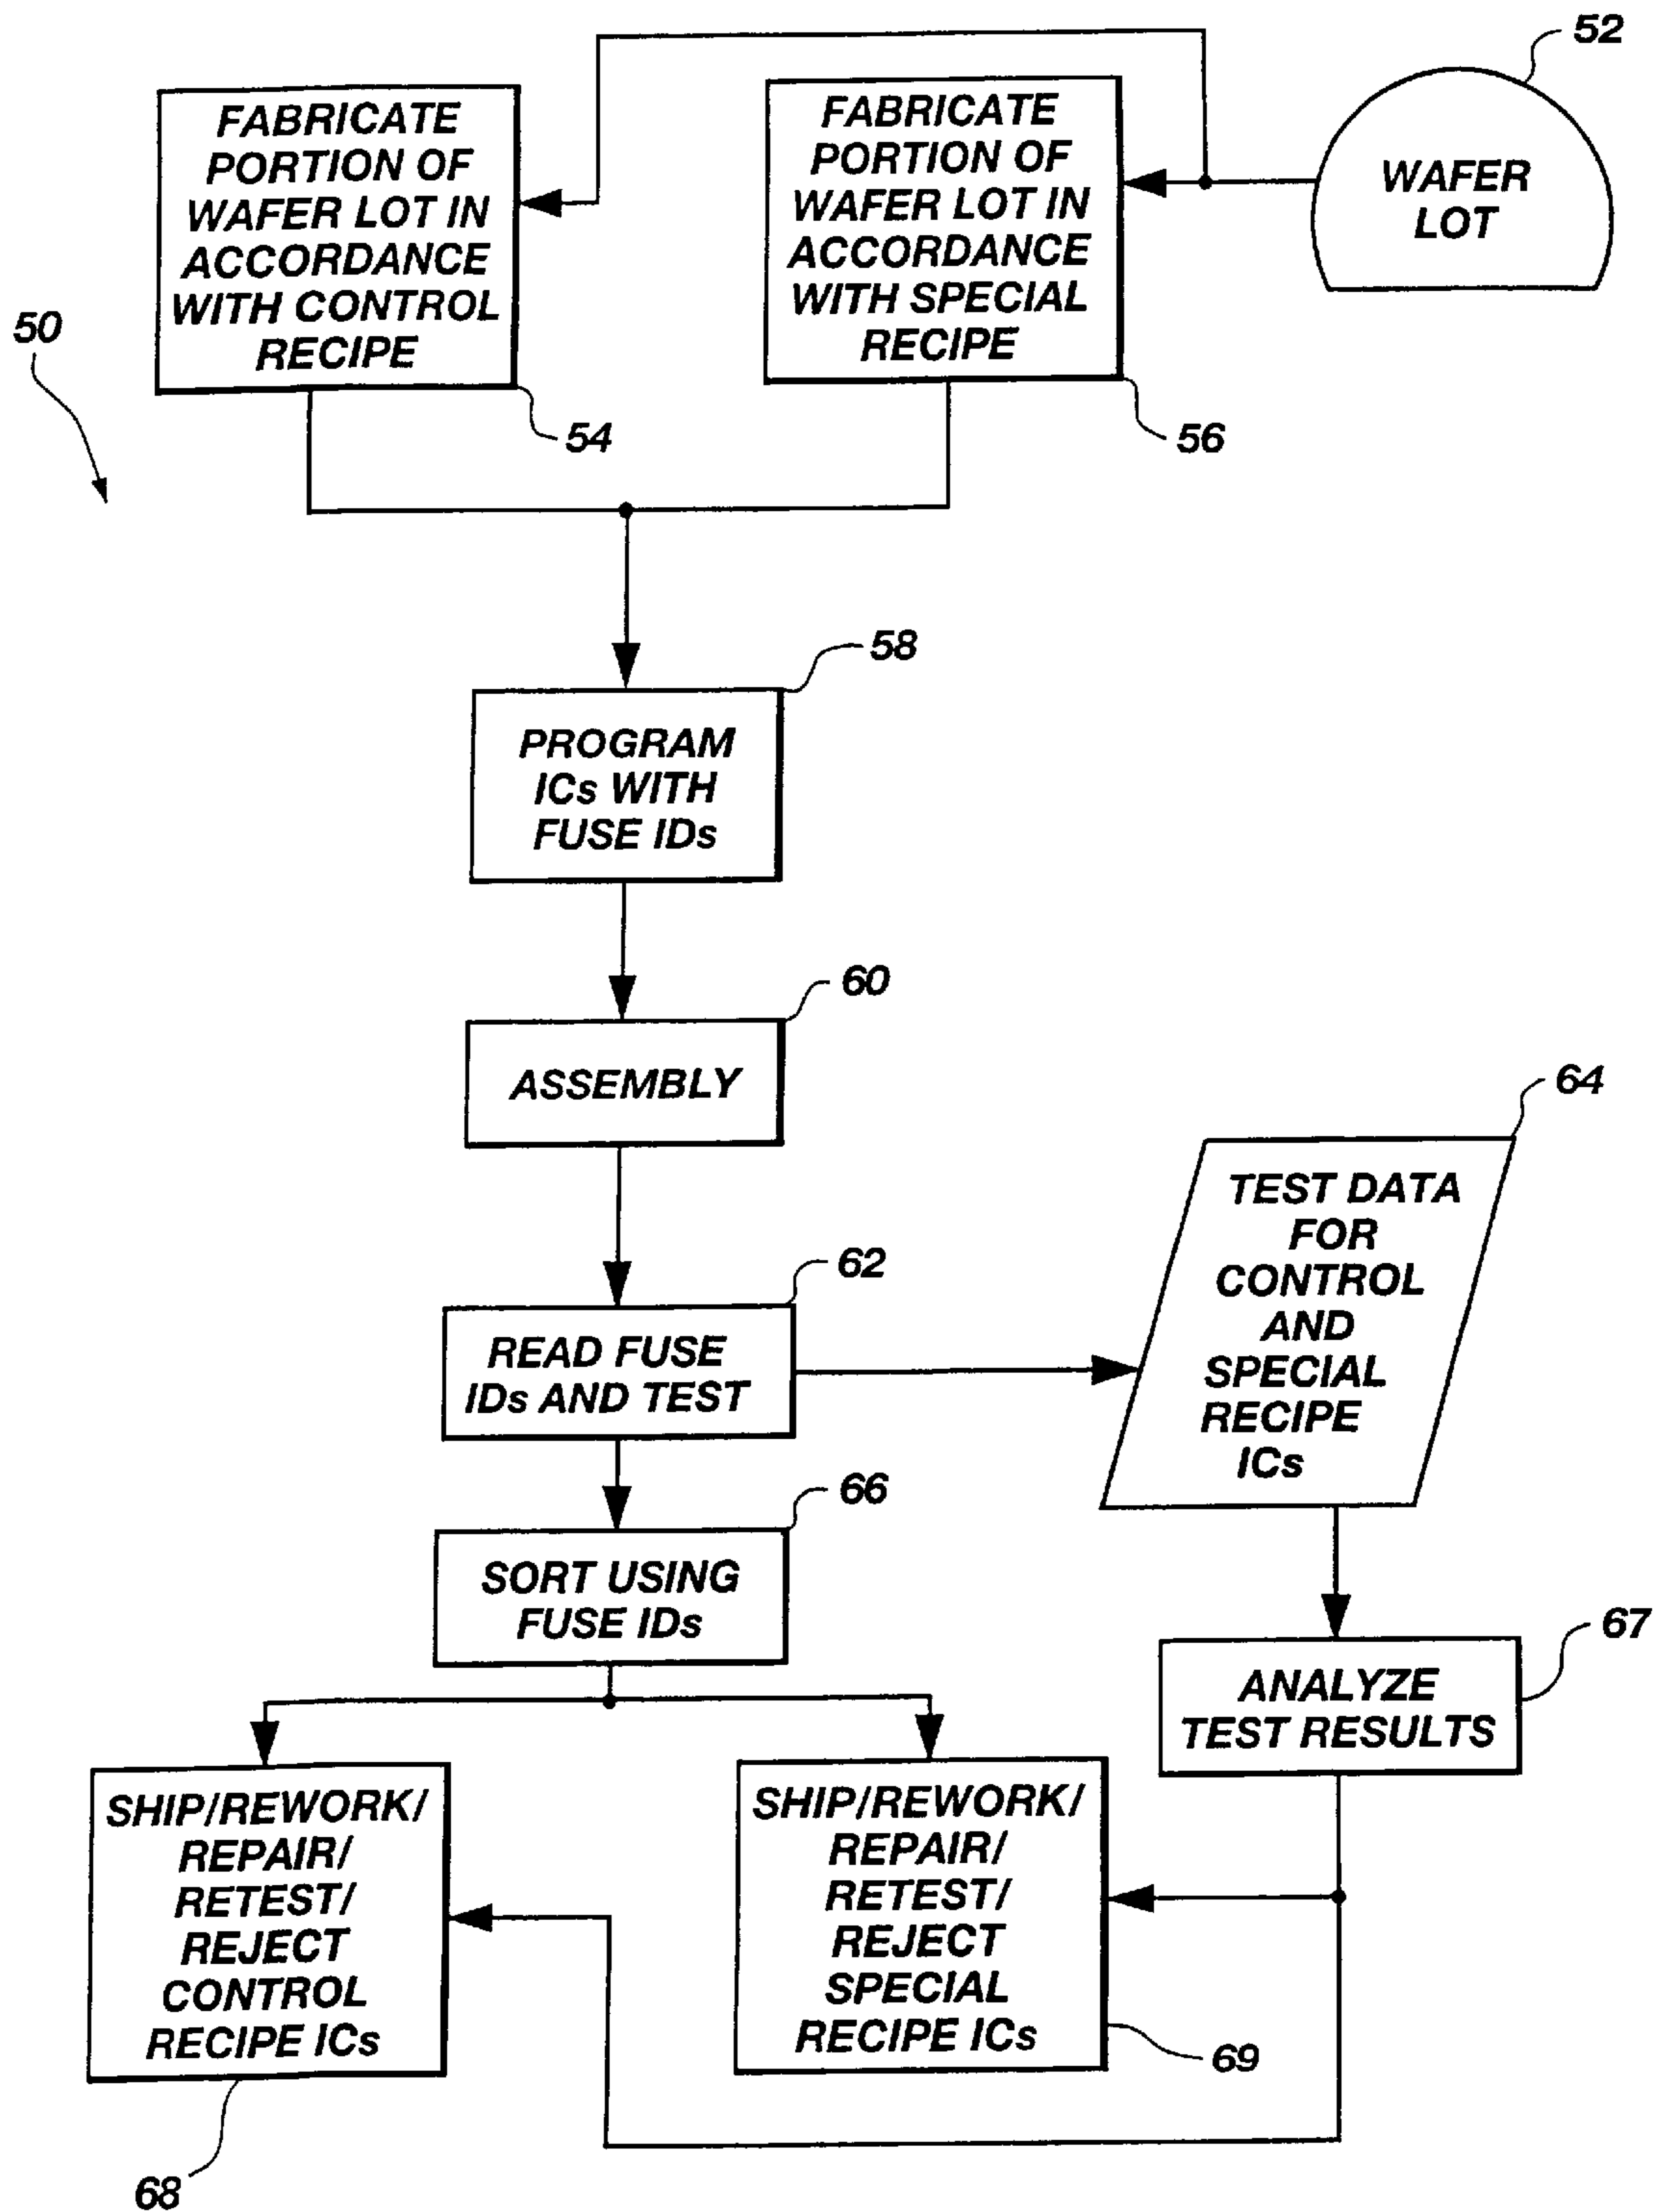 52
FABRICATE
PORTION OF
WAFER LOT IN
ACCORDANCE
WITH CONTROL
RECIPE
FABRICATE
PORTION OF
WAFER LOT IN
ACCORDANCE
WITH SPECIAL
RECIPE
WAFER
LOT
50
54
56
58
PROGRAM
ICs WITH
FUSE IDs
60
ASSEMBLY
64
TEST DATA
FOR
CONTROL
AND
SPECIAL
RECIPE
ICs
62
READ FUSE
IDs AND TEST
66
SORT USING
FUSE IDs
67
ANALYZE
TEST RESULTS
SHIP/REWORK/
REPAIR/
RETEST/
REJECT
CONTROL
RECIPE ICs
SHIP/REWORK/
REPAIR/
RETEST/
REJECT
SPECIAL
RECIPE ICs
69
68